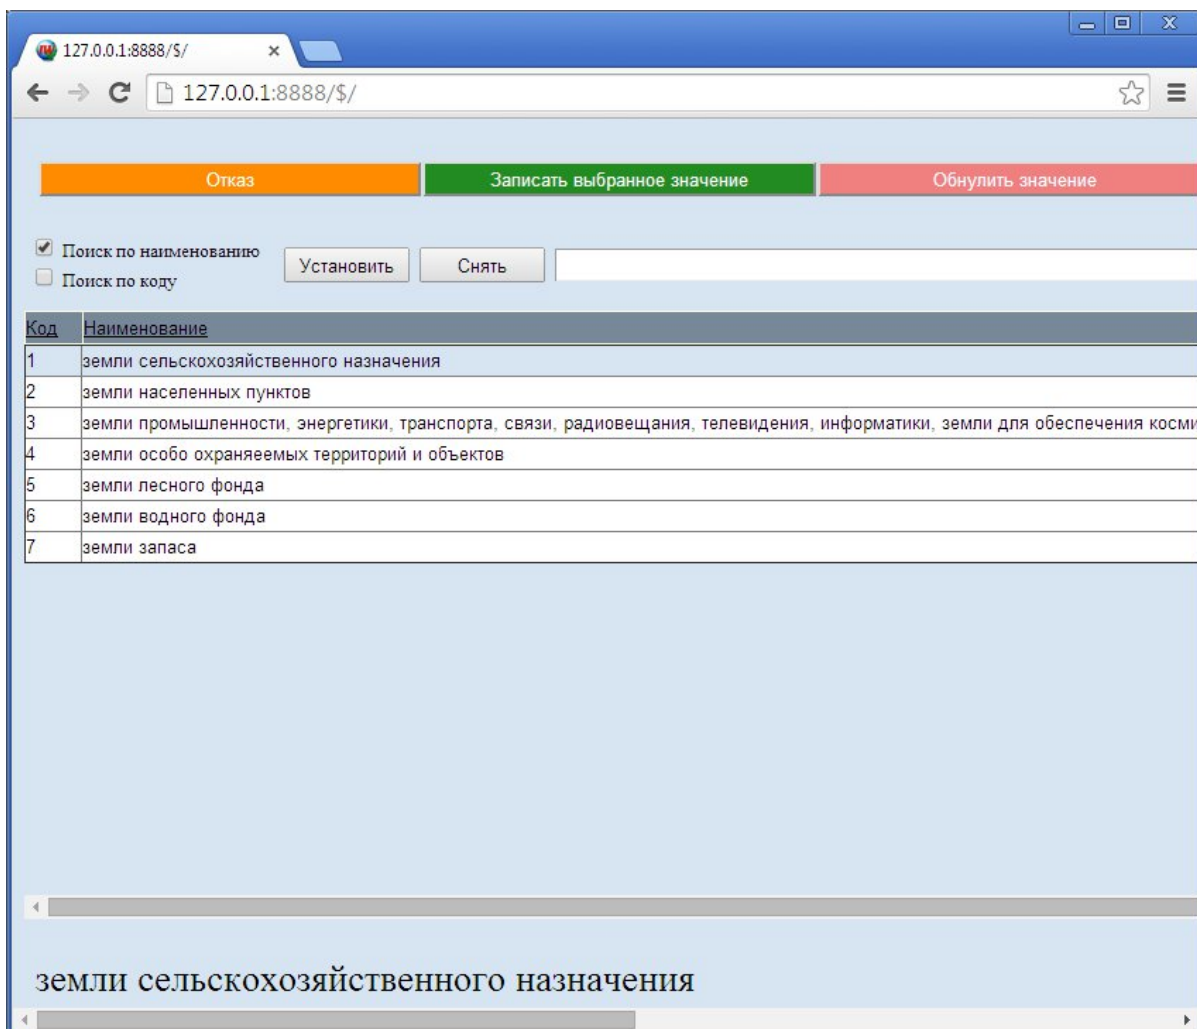 127.0.0.1:8888/$/
127.0.0.1:8888/$/
Отказ Записать выбранное значение Обнулить значение
Поиск по наименованию
Поиск по коду
Установить Снять
Код Наименование
1 земли сельскохозяйственного назначения
2 земли населенных пунктов
3 земли промышленности, энергетики, транспорта, связи, радиовещания, телевидения, информатики, земли для обеспечения косми
4 земли особо охраняеемых территорий и объектов
5 земли лесного фонда
6 земли водного фонда
7 земли запаса
земли сельскохозяйственного назначения